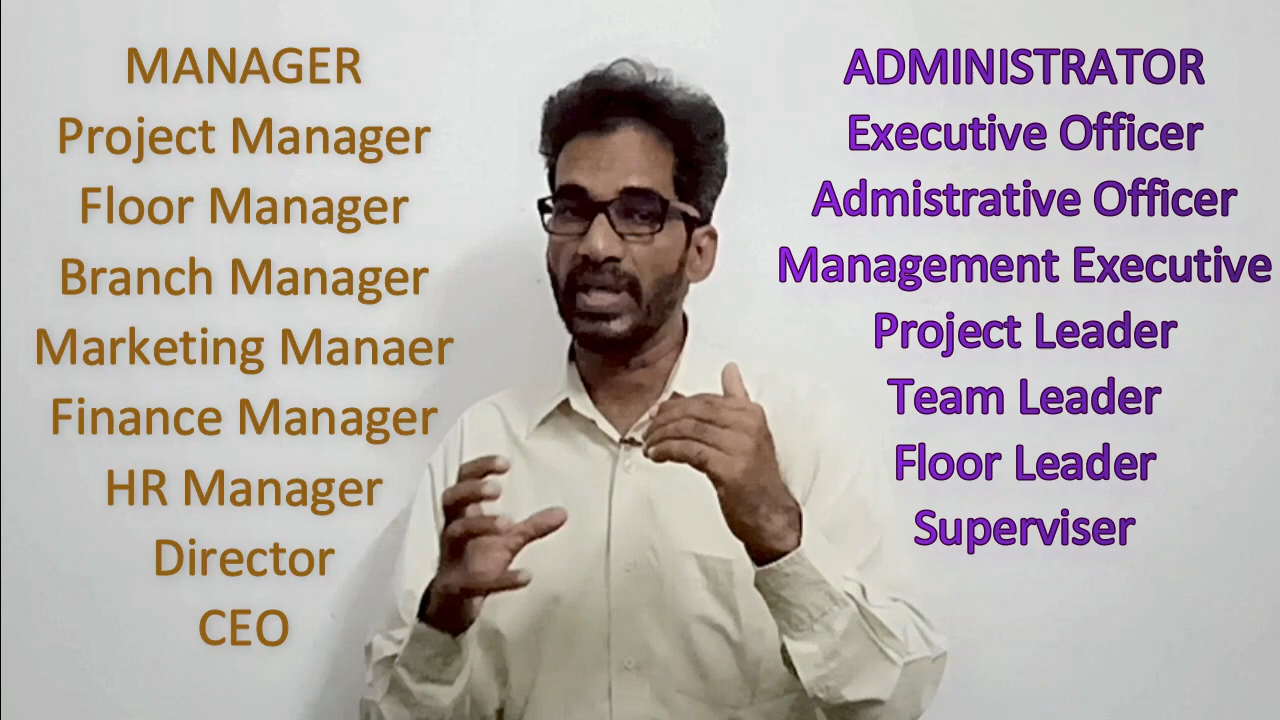 MANAGER
Project Manager
Floor Manager
Branch Manager
Marketing Manaer
Finance Manager
HR Manager
Director
CEO
ADMINISTRATOR
Executive Officer
Admistrative Officer
Management Executive
Project Leader
Team Leader
Floor Leader
Superviser